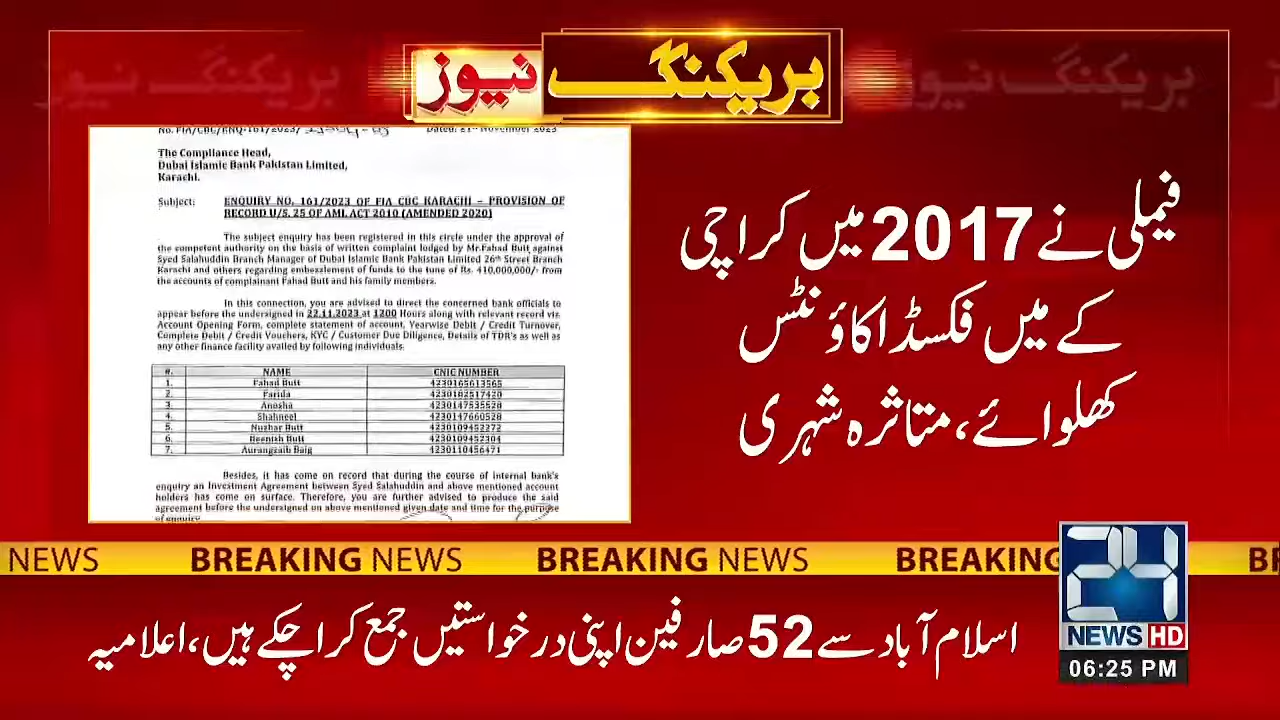 بریکنگ نیوز
Dated: 21st November 2023
The Compliance Head,
Dubai Islamic Bank Pakistan Limited,
Karachi.
Subject: ENQUIRY NO. 161/2023 OF FIA CBC KARACHI – PROVISION OF
RECORD U/S. 25 OF AML ACT 2010 (AMENDED 2020)
The subject enquiry has been registered in this circle under the approval of
the competent authority on the basis of written complaint lodged by Mr.Fahad Butt against
Syed Salahuddin Branch Manager of Dubai Islamic Bank Pakistan Limited 26th Street Branch
Karachi and others regarding embezzlement of funds to the tune of Rs. 410,000,000/- from
the accounts of complainant Fahad Butt and his family members.
In this connection, you are advised to direct the concerned bank officials to
appear before the undersigned in 22.11.2023 at 1200 Hours along with relevant record viz.
Account Opening Form, complete statement of account, Yearwise Debit / Credit Turnover,
Complete Debit / Credit Vouchers, KYC / Customer Due Diligence, Details of TDR's as well as
any other finance facility availed by following individuals.
#. NAME CNIC NUMBER
1. Fahad Butt 4230165613565
2. Farida 4230102517420
3. Anosha 4230147535520
4. Shahneel 4230147660528
5. Nuzhar Butt 4230109452272
6. Beenish Butt 4230109452304
7. Aurangzaib Baig 4230110456471
Besides, it has come on record that during the course of internal bank's
enquiry an Investment Agreement between Syed Salahuddin and above mentioned account
holders has come on surface. Therefore, you are further advised to produce the said
agreement before the undersigned on above mentioned given date and time for the purpose
of enquiry
فیملی نے 2017 میں کراچی
کے میں فکسڈ اکاؤنٹس
کھلوائے، متاثرہ شہری
NEWS BREAKING NEWS BREAKING NEWS BREAKING
اسلام آباد سے 52 صارفین اپنی درخواستیں جمع کراچکے ہیں، اعلامیہ
24
NEWS HD
06:25 PM